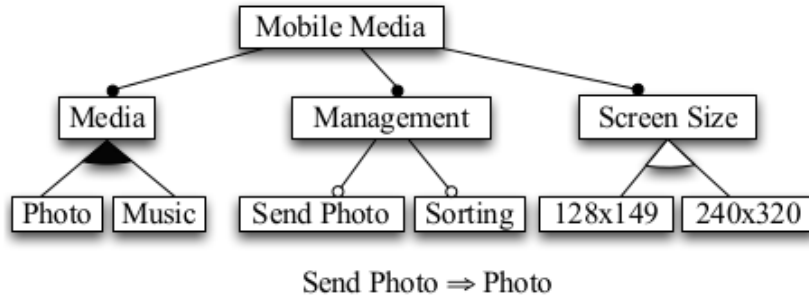 Mobile Media
Media Management Screen Size
Photo Music Send Photo Sorting 128x149 240x320
Send Photo ⇒ Photo